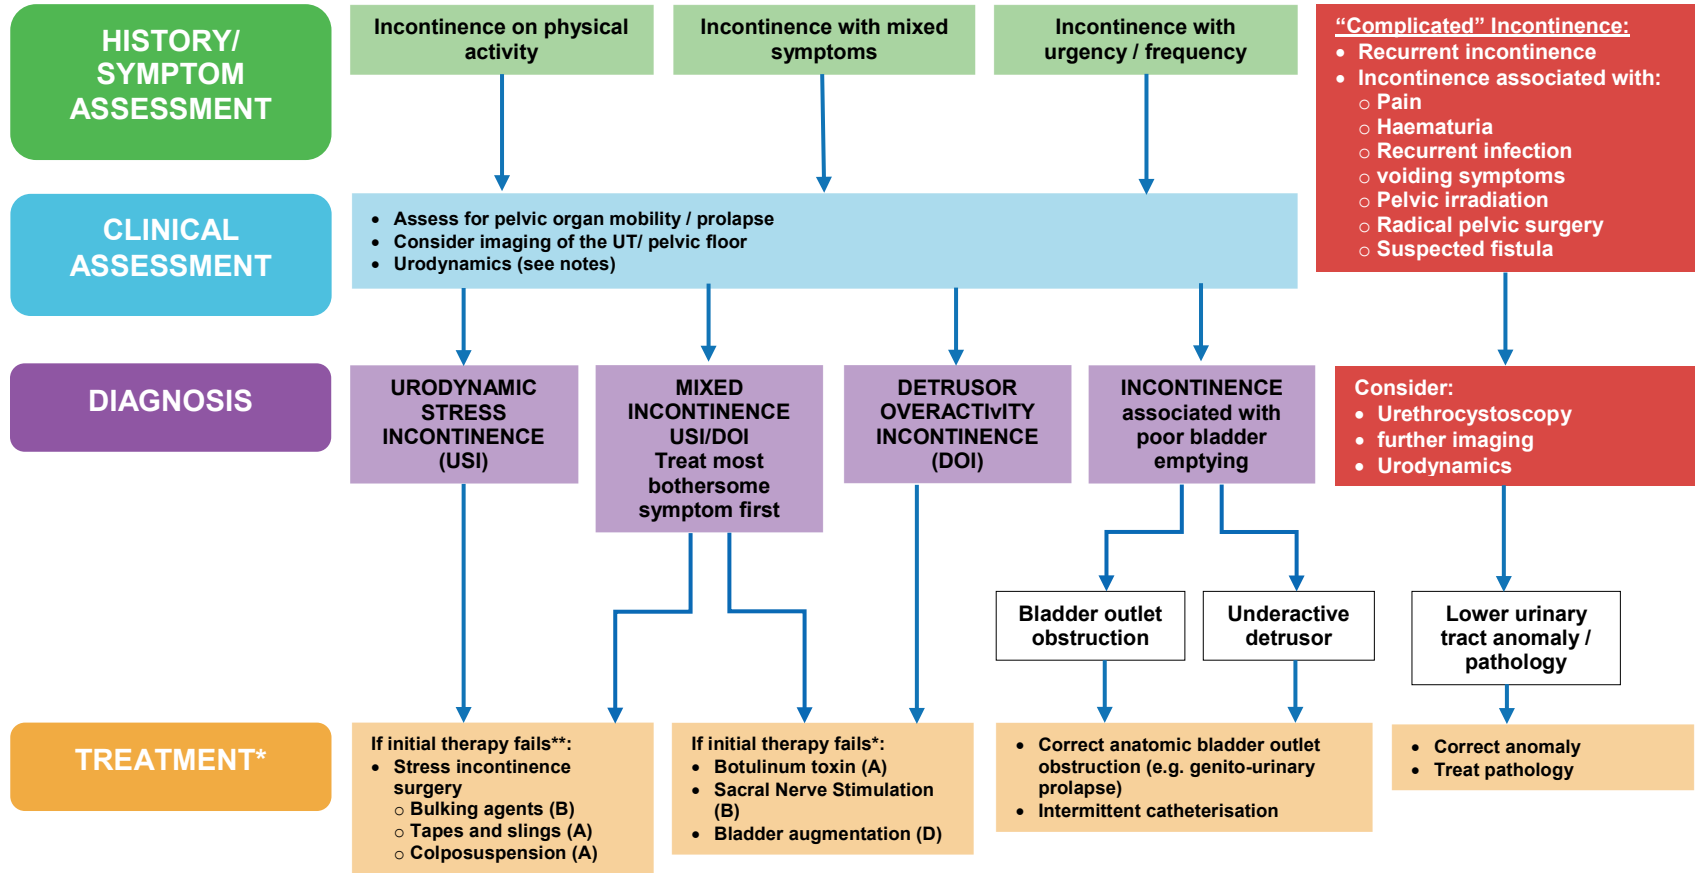 HISTORY/
SYMPTOM
ASSESSMENT
Incontinence on physical
activity
Incontinence with mixed
symptoms
Incontinence with
urgency / frequency
“Complicated” Incontinence:
• Recurrent incontinence
• Incontinence associated with:
○ Pain
○ Haematuria
○ Recurrent infection
○ voiding symptoms
○ Pelvic irradiation
○ Radical pelvic surgery
○ Suspected fistula
CLINICAL
ASSESSMENT
• Assess for pelvic organ mobility / prolapse
• Consider imaging of the UT/ pelvic floor
• Urodynamics (see notes)
DIAGNOSIS
URODYNAMIC
STRESS
INCONTINENCE
(USI)
MIXED
INCONTINENCE
USI/DOI
Treat most
bothersome
symptom first
DETRUSOR
OVERACTIvITY
INCONTINENCE
(DOI)
INCONTINENCE
associated with
poor bladder
emptying
Consider:
• Urethrocystoscopy
• further imaging
• Urodynamics
Bladder outlet
obstruction
Underactive
detrusor
Lower urinary
tract anomaly /
pathology
TREATMENT*
If initial therapy fails**:
• Stress incontinence
surgery
○ Bulking agents (B)
○ Tapes and slings (A)
○ Colposuspension (A)
If initial therapy fails*:
• Botulinum toxin (A)
• Sacral Nerve Stimulation
(B)
• Bladder augmentation (D)
• Correct anatomic bladder outlet
obstruction (e.g. genito-urinary
prolapse)
• Intermittent catheterisation
• Correct anomaly
• Treat pathology